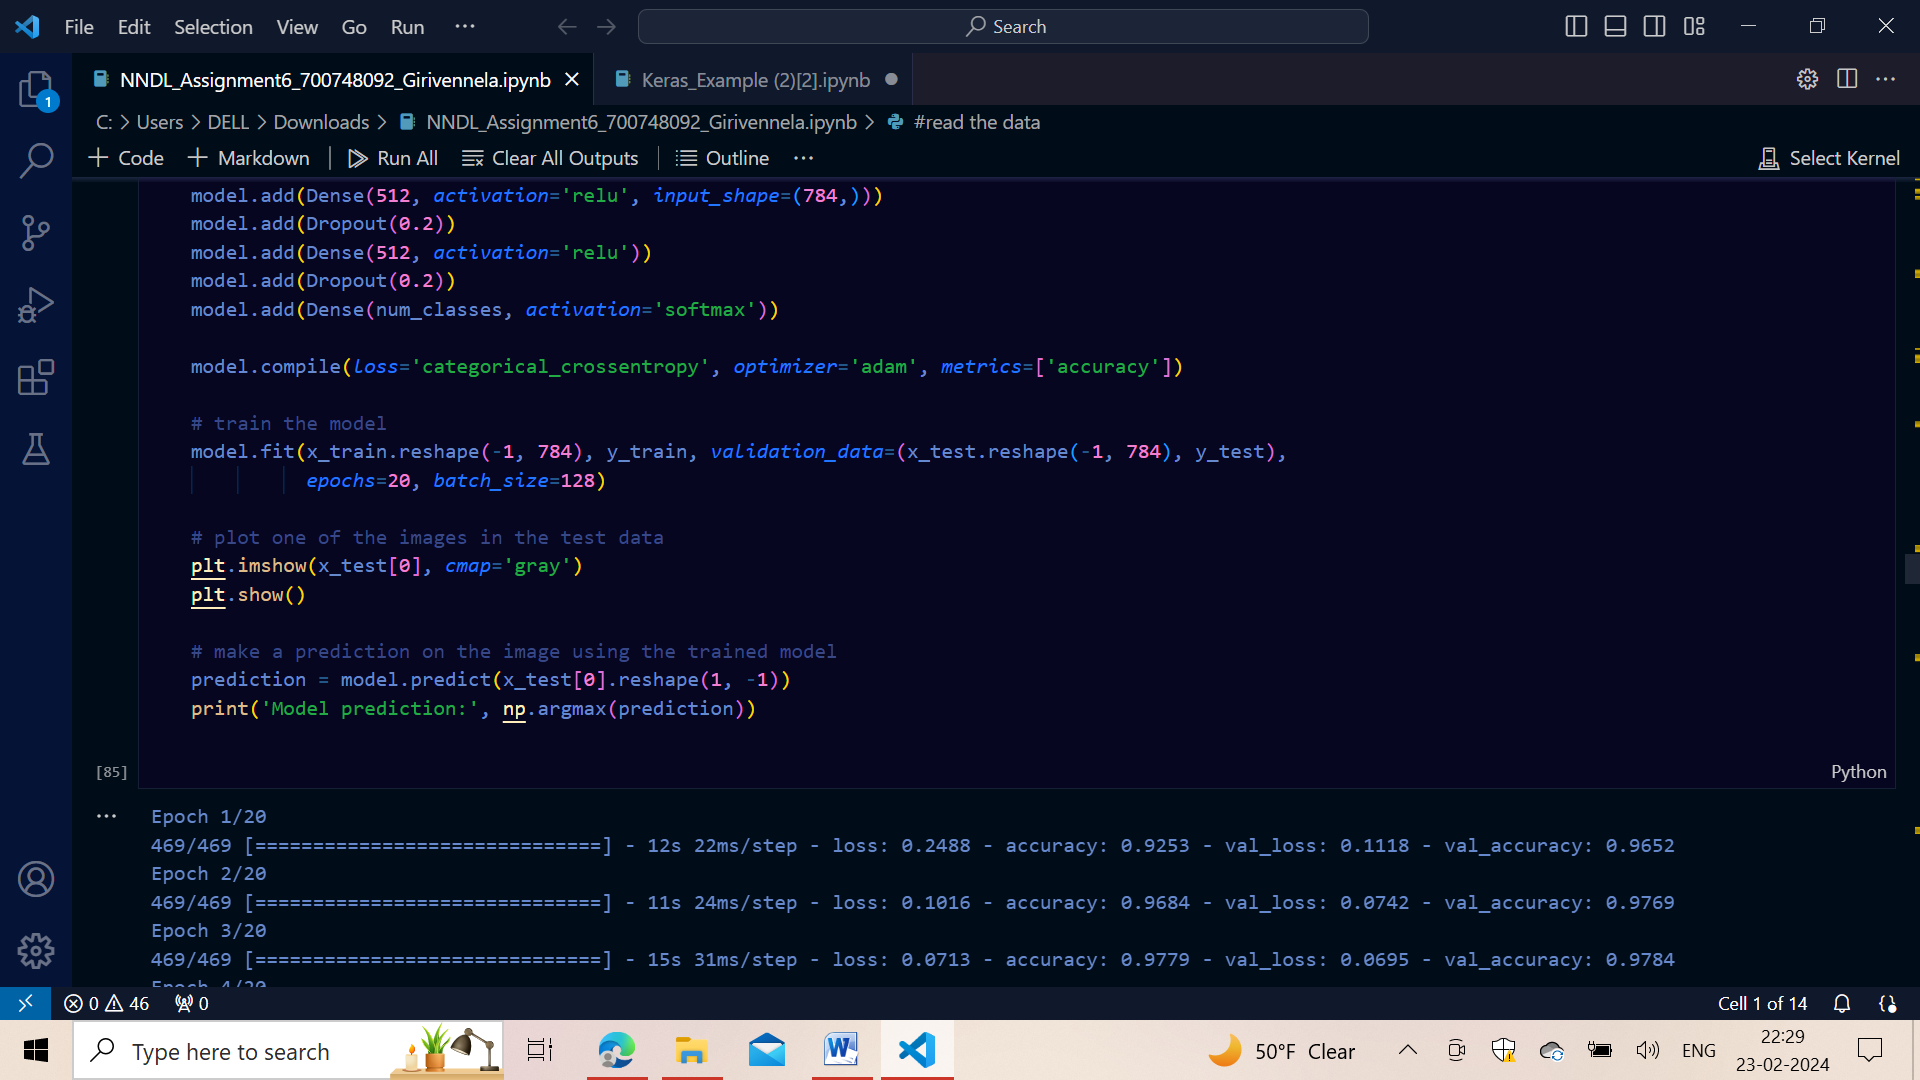 File Edit Selection View Go Run ··· Search
NNDL_Assignment6_700748092_Girivennela.ipynb Keras_Example (2)[2].ipynb
1
C: > Users > DELL > Downloads > NNDL_Assignment6_700748092_Girivennela.ipynb > #read the data
+ Code + Markdown | Run All Clear All Outputs | Outline ··· Select Kernel
model.add(Dense(512, activation='relu', input_shape=(784,)))
model.add(Dropout(0.2))
model.add(Dense(512, activation='relu'))
model.add(Dropout(0.2))
model.add(Dense(num_classes, activation='softmax'))
model.compile(loss='categorical_crossentropy', optimizer='adam', metrics=['accuracy'])
# train the model
model.fit(x_train.reshape(-1, 784), y_train, validation_data=(x_test.reshape(-1, 784), y_test),
epochs=20, batch_size=128)
# plot one of the images in the test data
plt.imshow(x_test[0], cmap='gray')
plt.show()
# make a prediction on the image using the trained model
prediction = model.predict(x_test[0].reshape(1, -1))
print('Model prediction:', np.argmax(prediction))
[85] Python
··· Epoch 1/20
469/469 [==============================] - 12s 22ms/step - loss: 0.2488 - accuracy: 0.9253 - val_loss: 0.1118 - val_accuracy: 0.9652
Epoch 2/20
469/469 [==============================] - 11s 24ms/step - loss: 0.1016 - accuracy: 0.9684 - val_loss: 0.0742 - val_accuracy: 0.9769
Epoch 3/20
469/469 [==============================] - 15s 31ms/step - loss: 0.0713 - accuracy: 0.9779 - val_loss: 0.0695 - val_accuracy: 0.9784
Epoch 4/20
0 46 0 Cell 1 of 14
Type here to search 50°F Clear ENG 22:29
23-02-2024